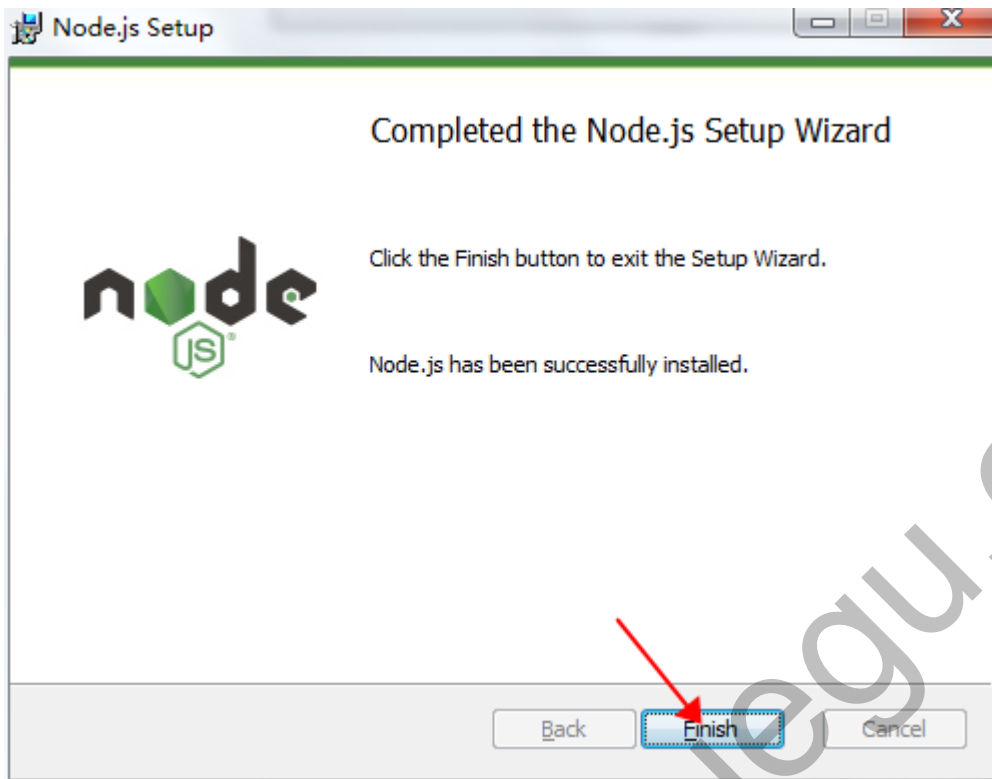 Node.js Setup
Completed the Node.js Setup Wizard
Click the Finish button to exit the Setup Wizard.
node
JS
Node.js has been successfully installed.
Back
Finish
Cancel